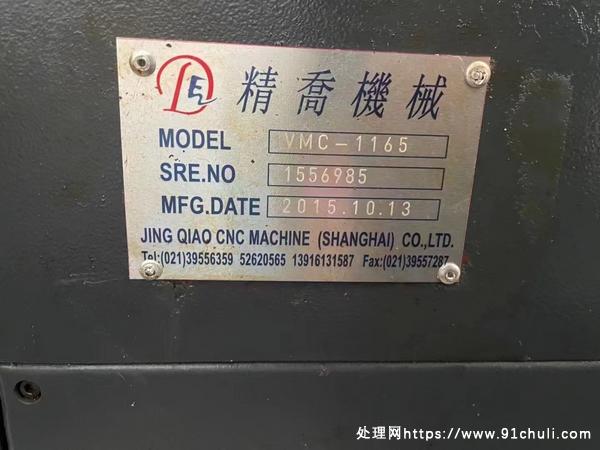 精喬機械
MODEL VMC-1165
SRE.NO 1556985
MFG.DATE 2015.10.13
JING QIAO CNC MACHINE (SHANGHAI) CO.,LTD.
Tel:(021)39556359 52620565 13916131587 Fax:(021)39557287
处理网https://www.91chuli.com/